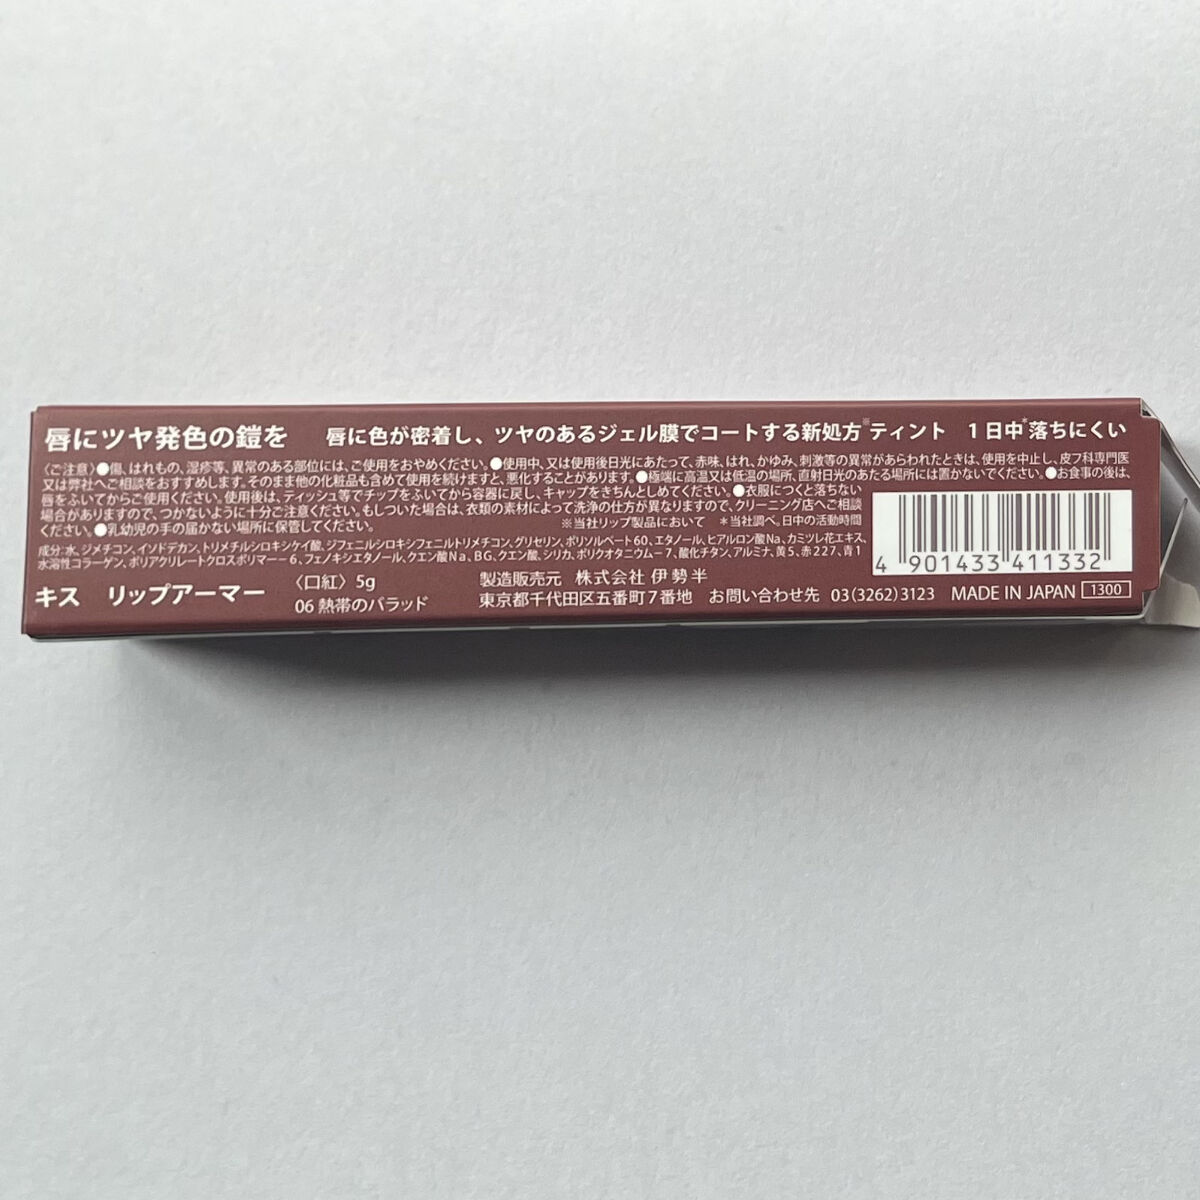 唇にツヤ発色の鎧を 唇に色が密着し、ツヤのあるジェル膜でコートする新処方※ティント 1日中*落ちにくい
〈ご注意〉●傷、はれもの、湿疹等、異常のある部位には、ご使用をおやめください。●使用中、又は使用後日光にあたって、赤味、はれ、かゆみ、刺激等の異常があらわれたときは、使用を中止し、皮フ科専門医
又は弊社へご相談をおすすめします。そのまま他の化粧品も含めて使用を続けますと、悪化することがあります。●極端に高温又は低温の場所、直射日光のあたる場所には置かないでください。●お食事の後は、
唇をふいてからご使用ください。使用後は、ティッシュ等でチップをふいてから容器に戻し、キャップをきちんとしめてください。●衣服につくと落ちない
場合がありますので、つかないように十分ご注意ください。もしついた場合は、衣類の素材によって洗浄の仕方が異なりますので、クリーニング店へご相談
ください。●乳幼児の手の届かない場所に保管してください。 ※当社リップ製品において *当社調べ。日中の活動時間
成分:水、ジメチコン、イソドデカン、トリメチルシロキシケイ酸、ジフェニルシロキシフェニルトリメチコン、グリセリン、ポリソルベート60、エタノール、ヒアルロン酸Na、カミツレ花エキス、
水溶性コラーゲン、ポリアクリレートクロスポリマー6、フェノキシエタノール、クエン酸Na、BG、クエン酸、シリカ、ポリクオタニウム-7、酸化チタン、アルミナ、黄5、赤227、青1
4 901433 411332
キス リップアーマー 〈口紅〉5g
06 熱帯のバラッド
製造販売元 株式会社 伊勢半
東京都千代田区五番町7番地 お問い合わせ先 03(3262)3123 MADE IN JAPAN 1300